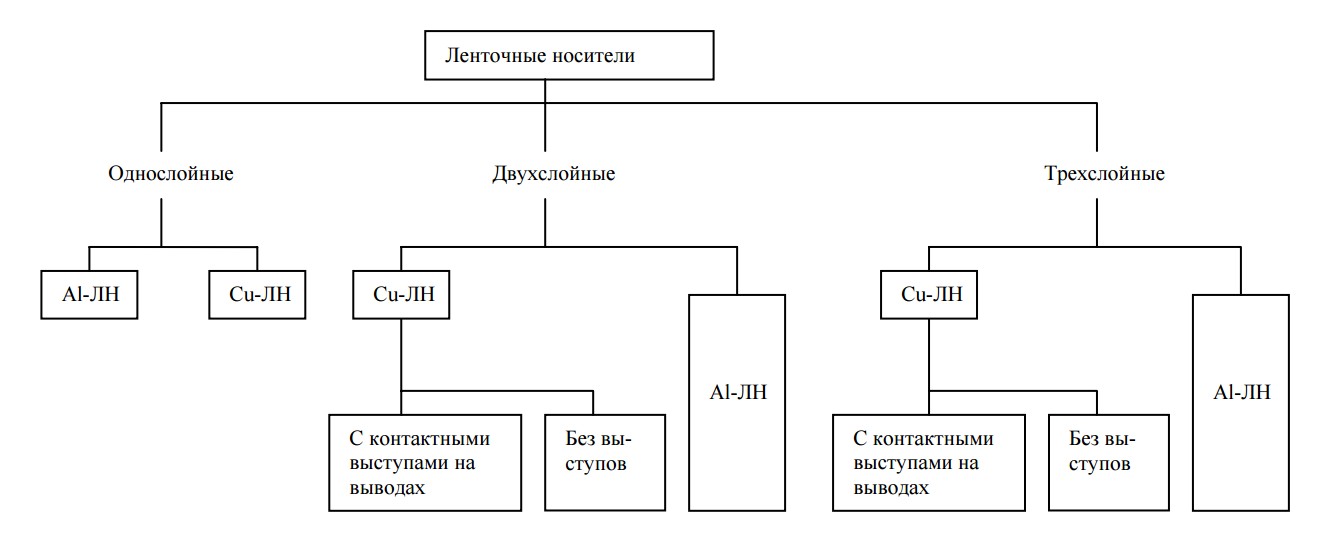 Ленточные носители
Однослойные
Двухслойные
Трехслойные
Al-ЛН
Cu-ЛН
Cu-ЛН
Cu-ЛН
Al-ЛН
Al-ЛН
С контактными
выступами на
выводах
Без вы-
ступов
С контактными
выступами на
выводах
Без вы-
ступов